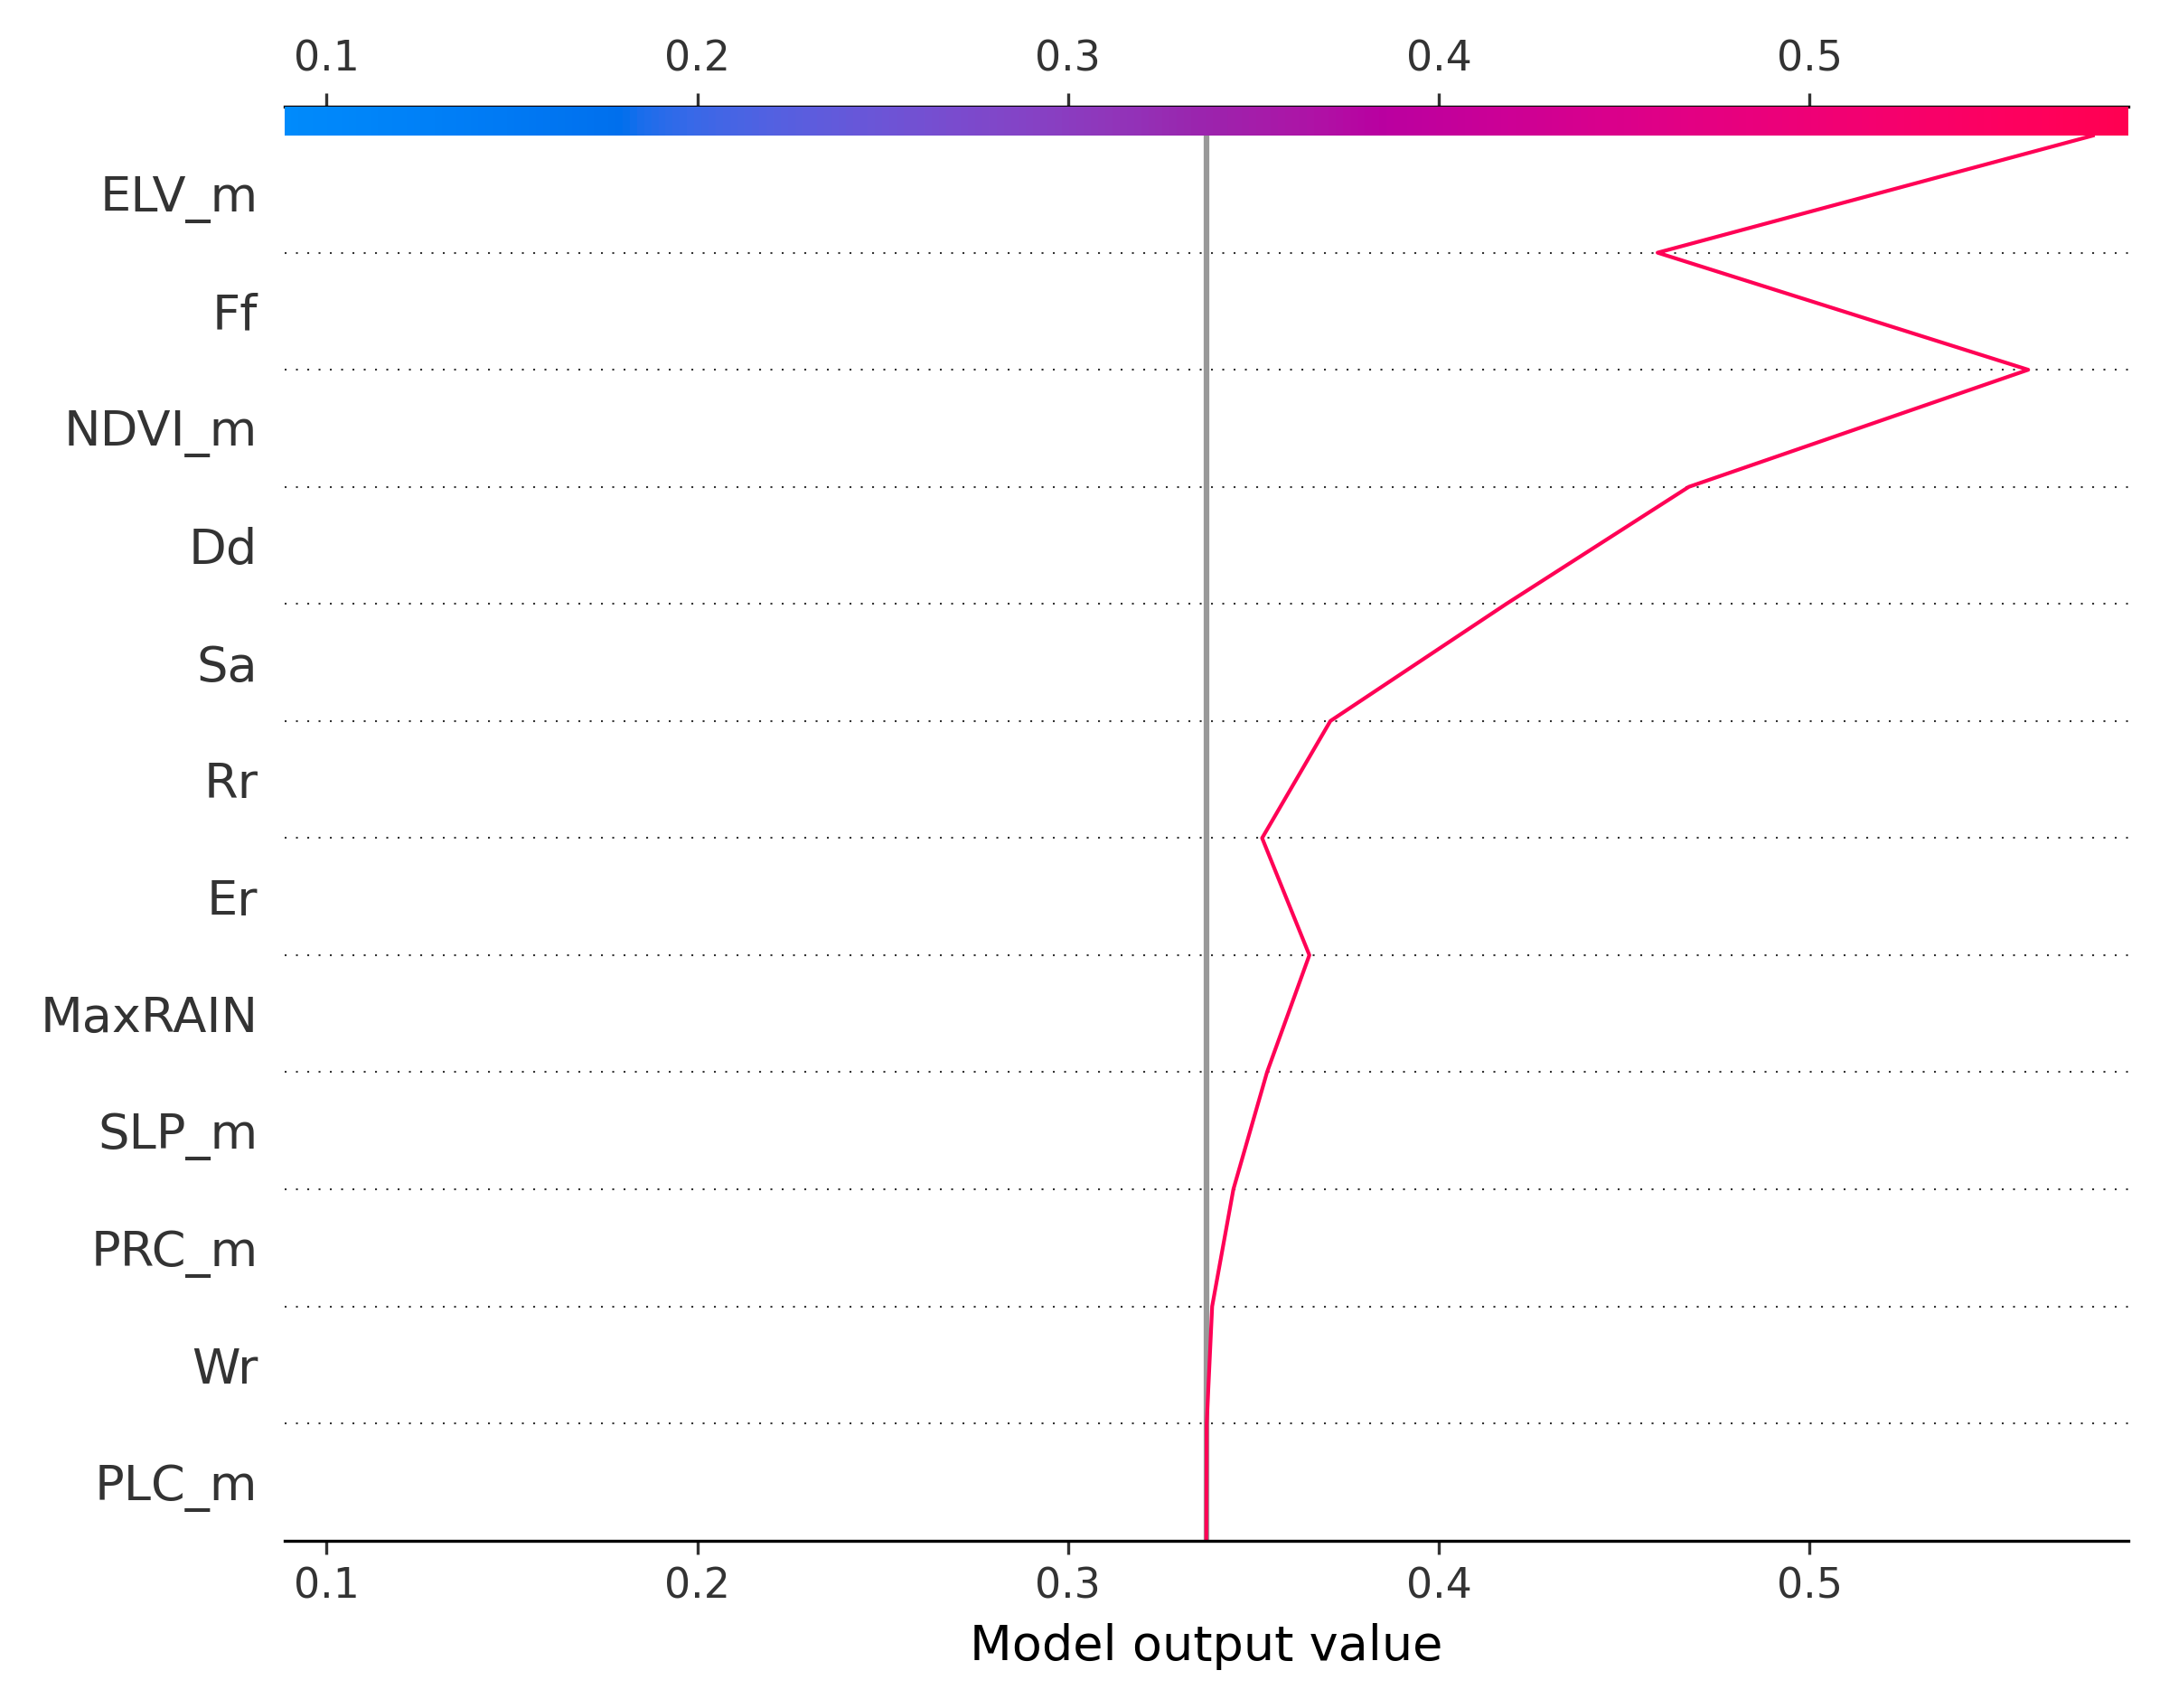 0.1 0.2 0.3 0.4 0.5
ELV_m
Ff
NDVI_m
Dd
Sa
Rr
Er
MaxRAIN
SLP_m
PRC_m
Wr
PLC_m
0.1 0.2 0.3 0.4 0.5
Model output value